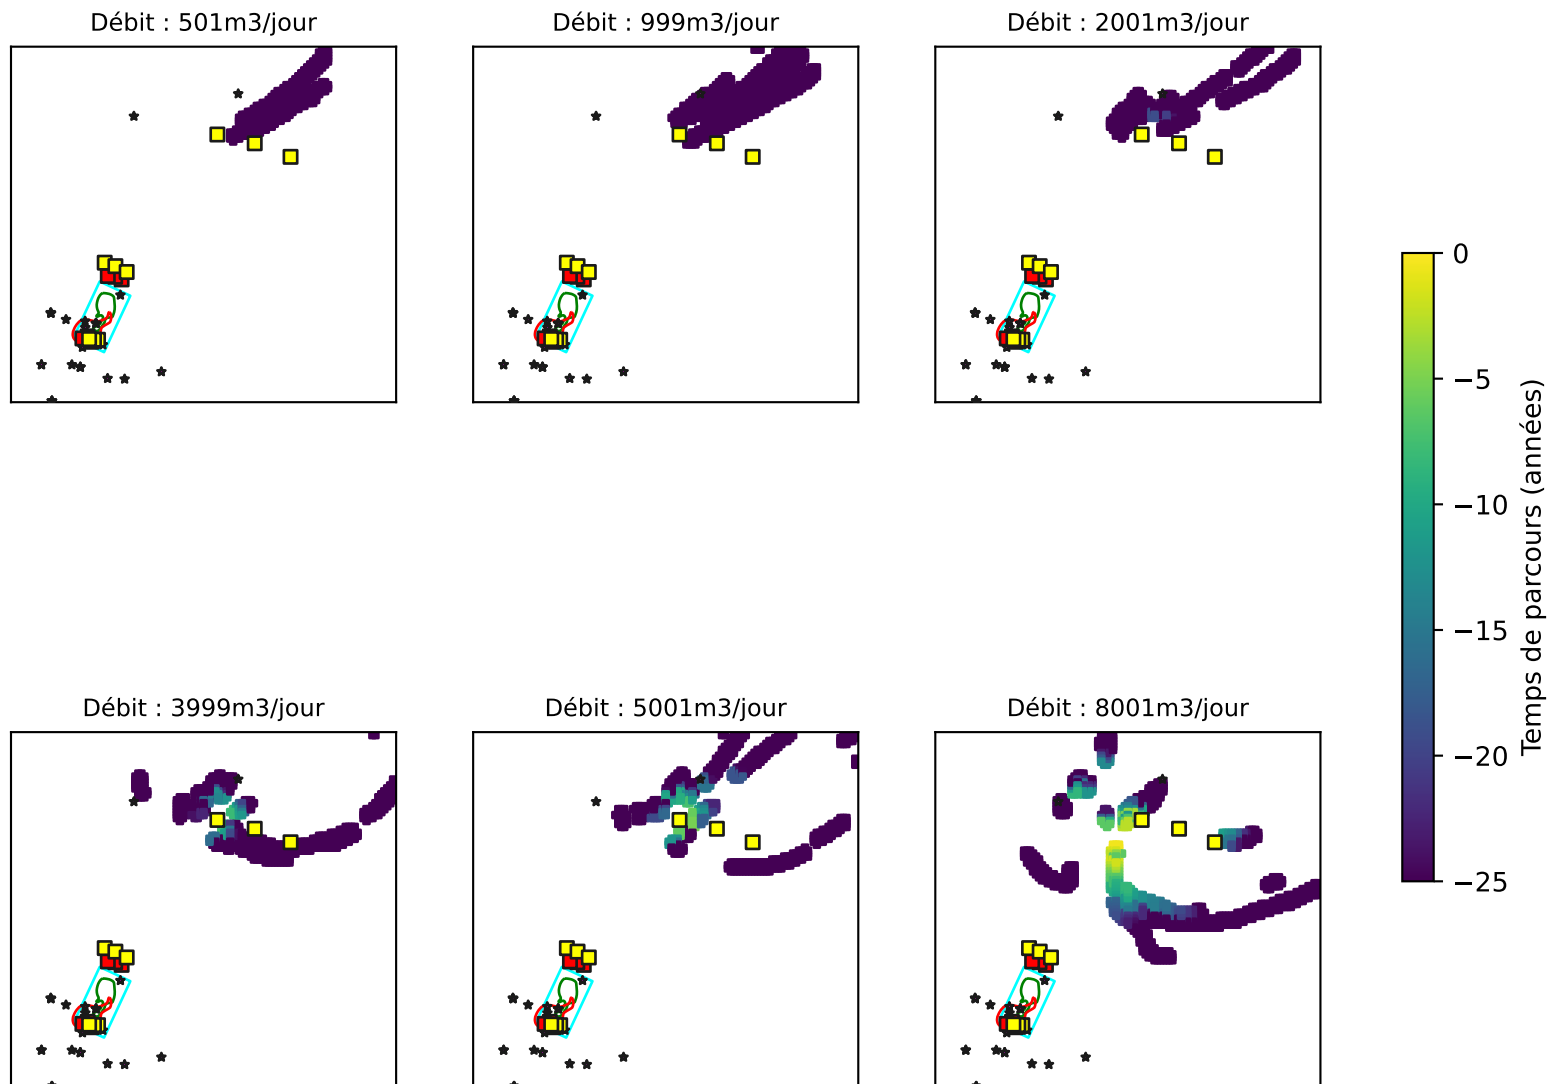 Débit : 501m3/jour
Débit : 999m3/jour
Débit : 2001m3/jour
0
−5
−10
−15
−20
−25
Temps de parcours (années)
Débit : 3999m3/jour
Débit : 5001m3/jour
Débit : 8001m3/jour